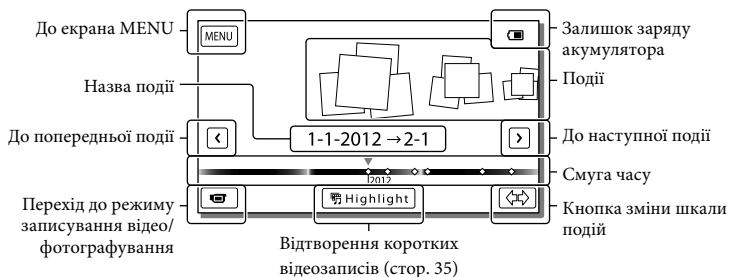 До екрана MENU
MENU
Залишок заряду
акумулятора
Назва події
Події
До попередньої події
1-1-2012 →2-1
До наступної події
2012
Смуга часу
Перехід до режиму
записування відео/
фотографування
Highlight
Кнопка зміни шкали
подій
Відтворення коротких
відеозаписів (стор. 35)